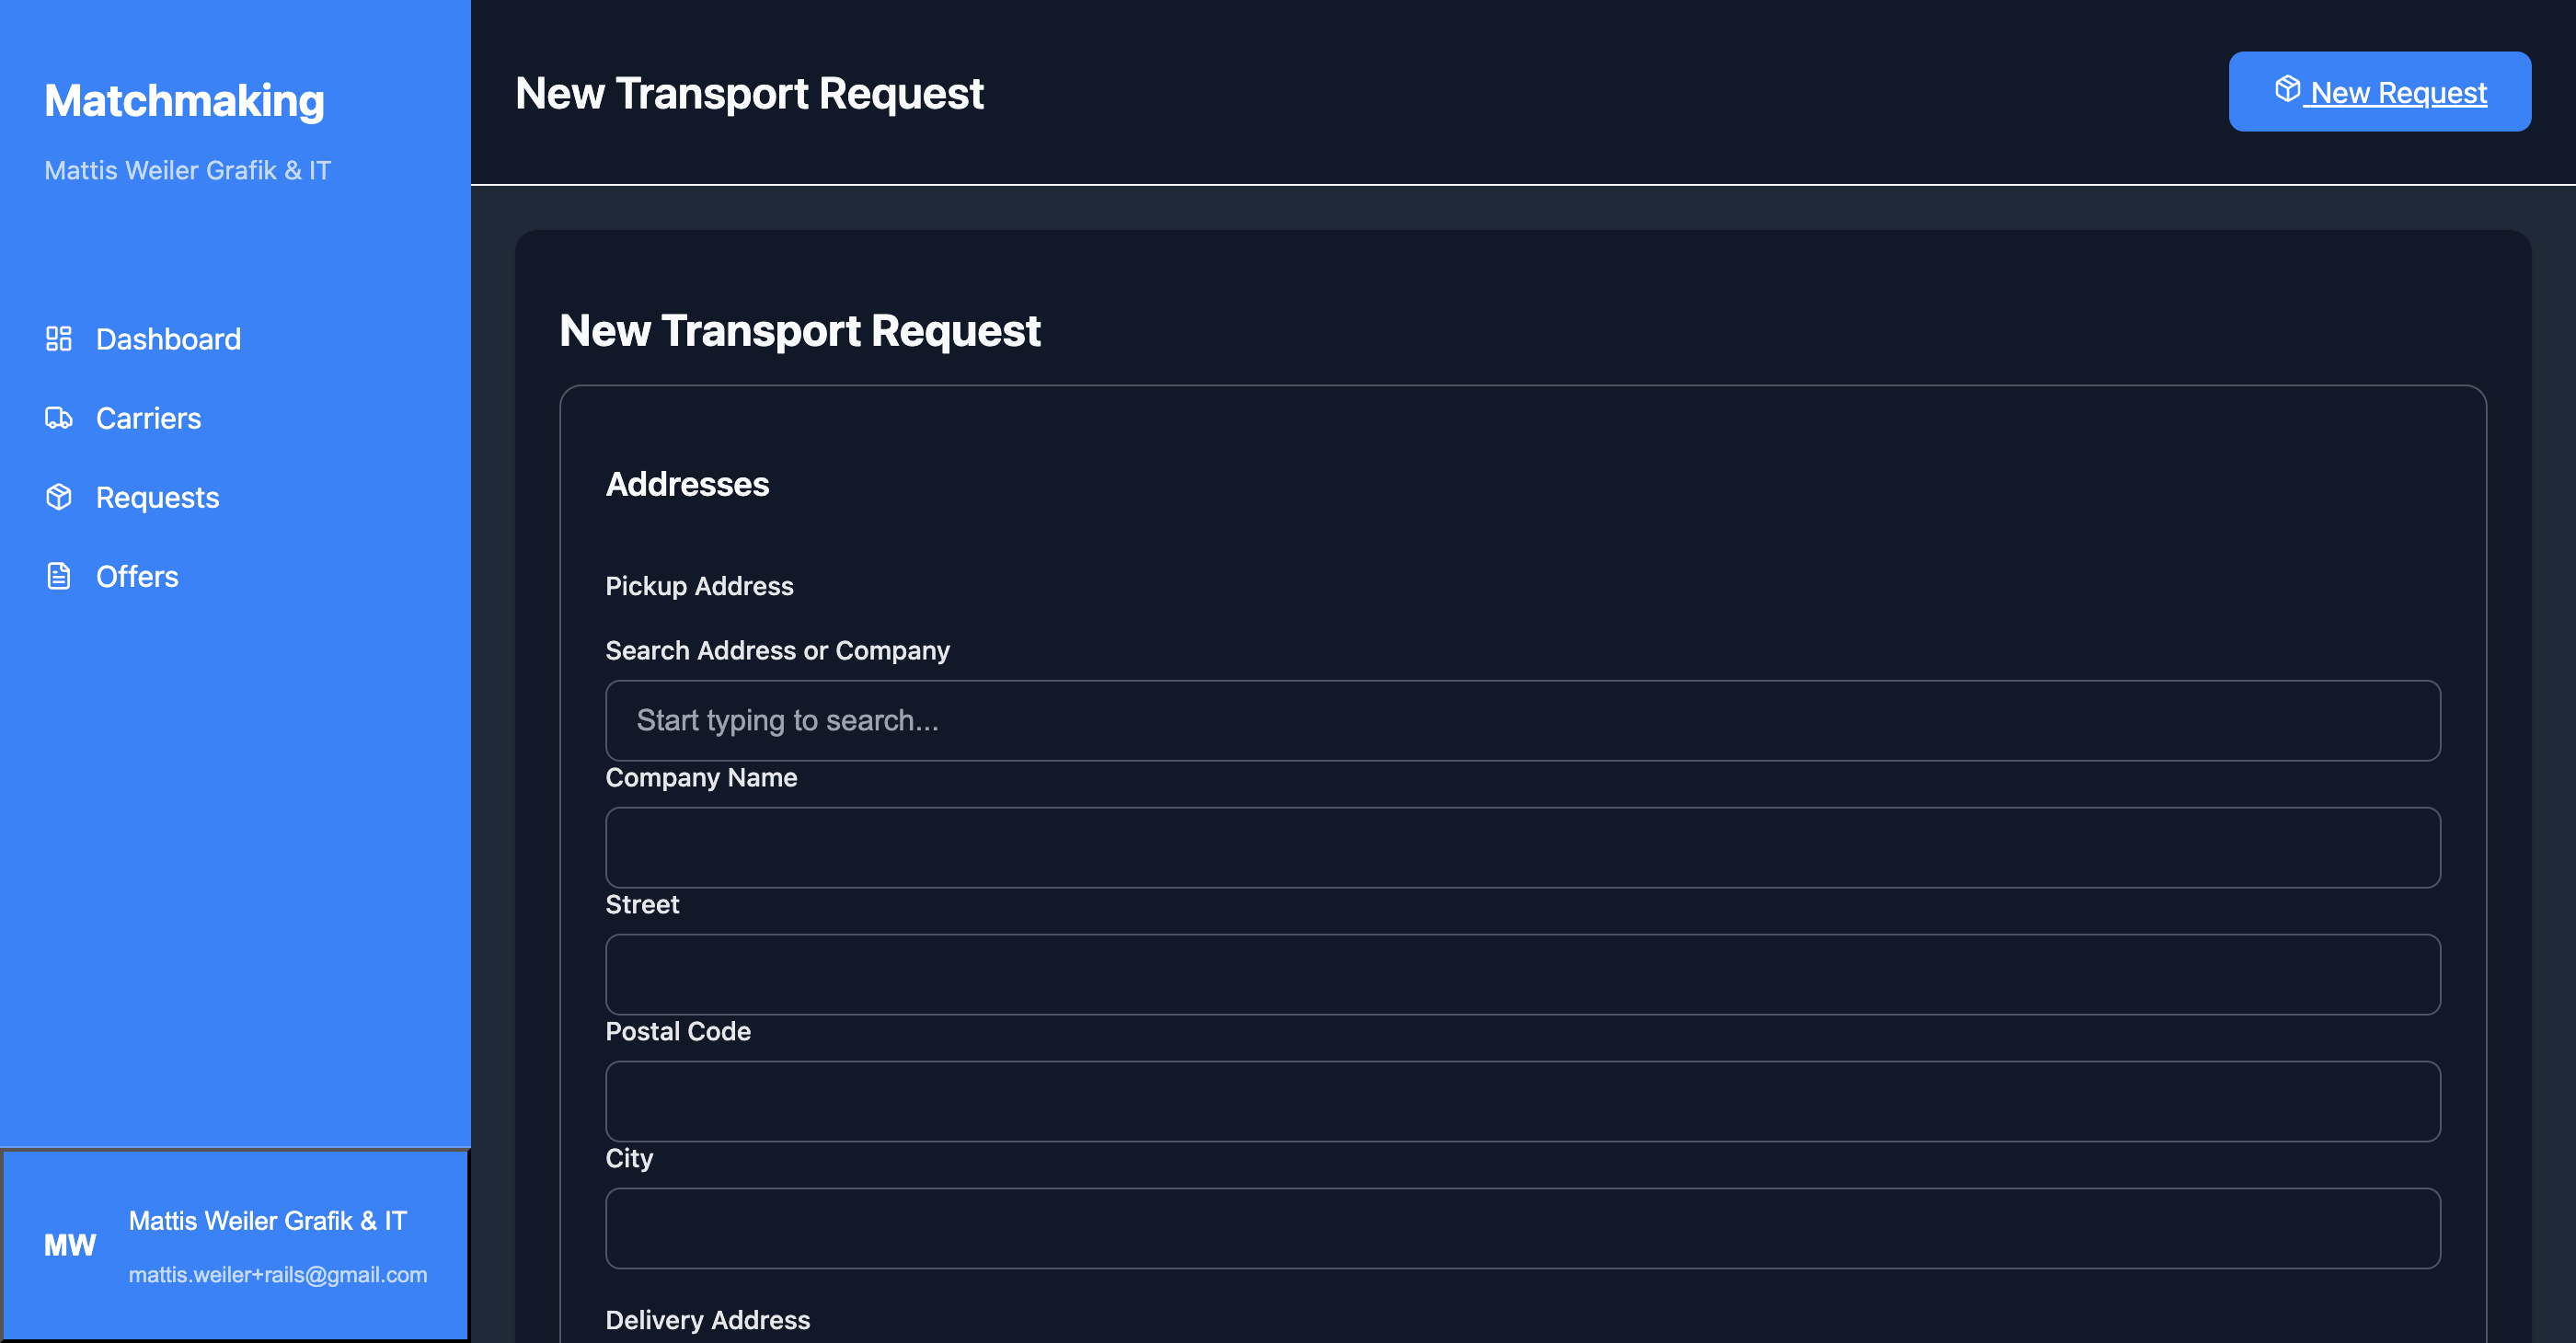 Matchmaking
Mattis Weiler Grafik & IT
Dashboard
Carriers
Requests
Offers
MW
Mattis Weiler Grafik & IT
mattis.weiler+rails@gmail.com
New Transport Request
New Request
New Transport Request
Addresses
Pickup Address
Search Address or Company
Start typing to search...
Company Name
Street
Postal Code
City
Delivery Address